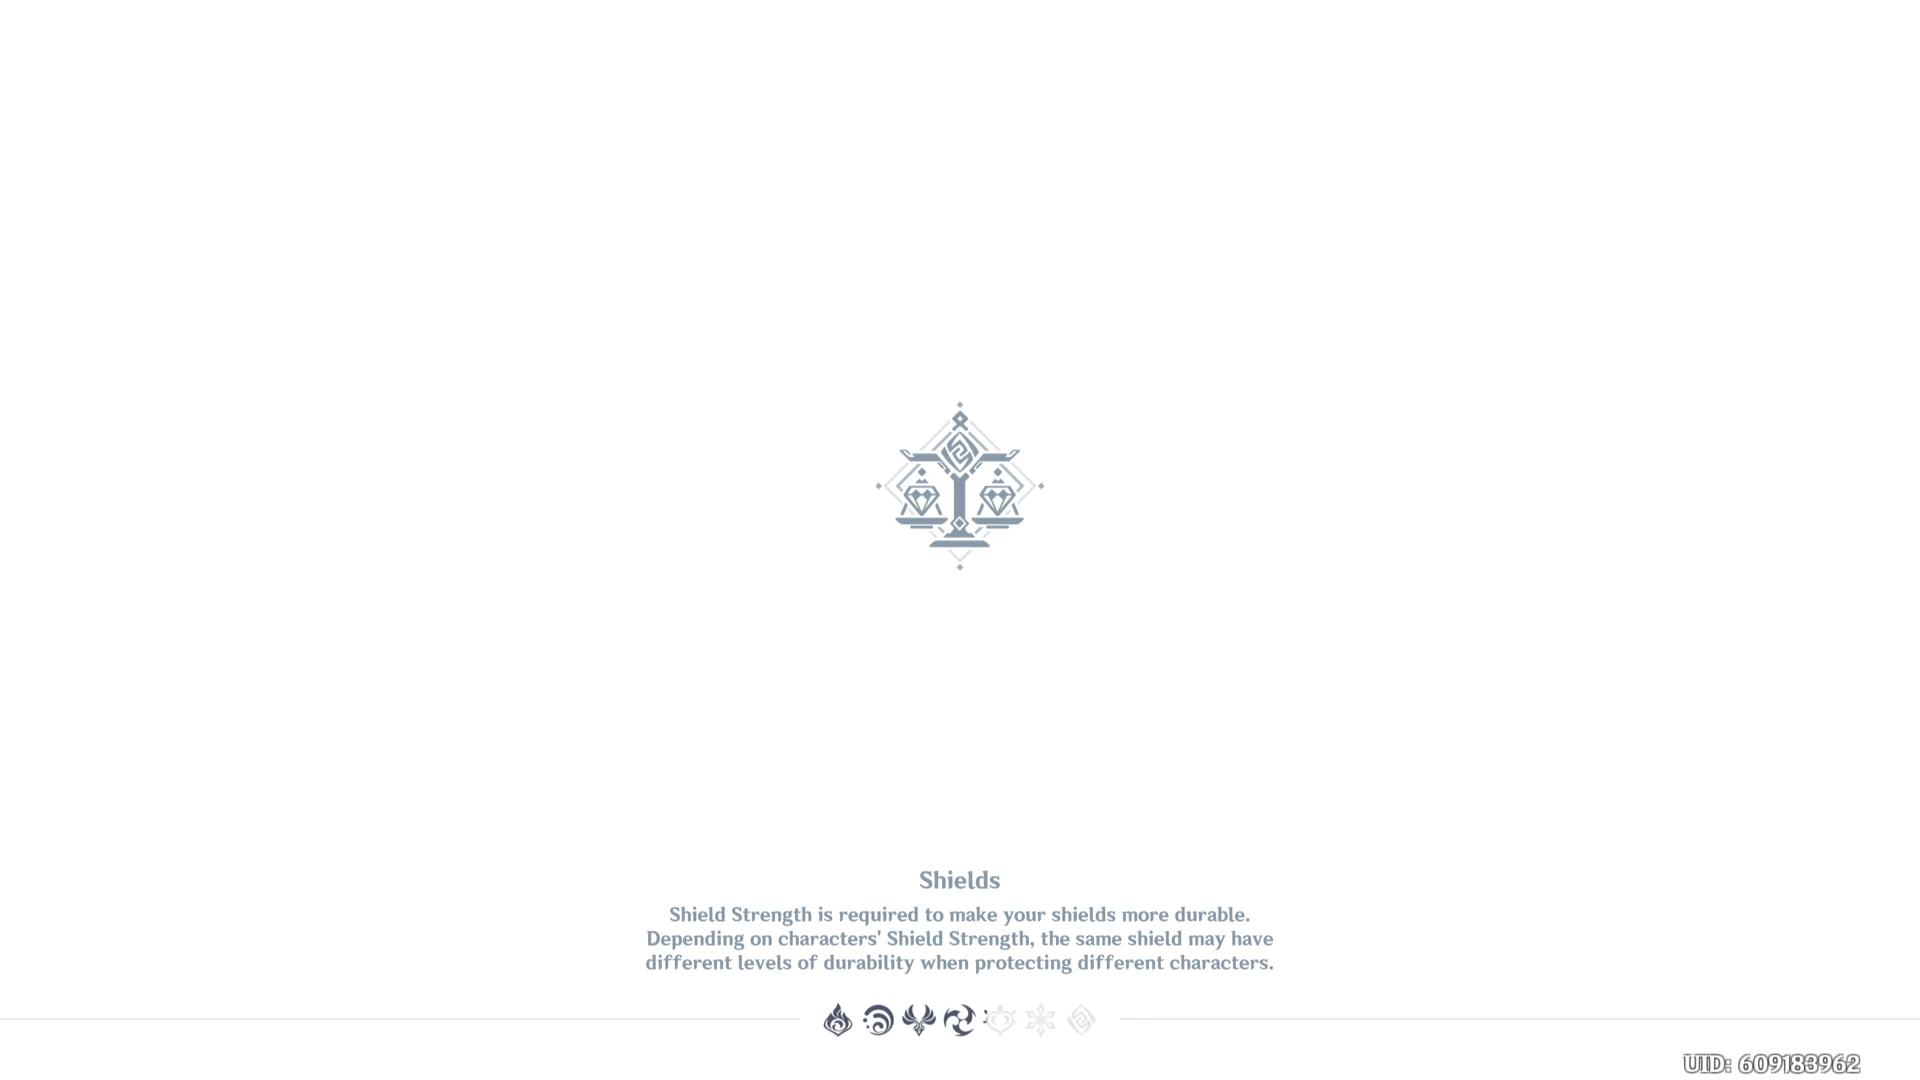 Shields
Shield Strength is required to make your shields more durable.
Depending on characters' Shield Strength, the same shield may have
different levels of durability when protecting different characters.
UID: 609183962